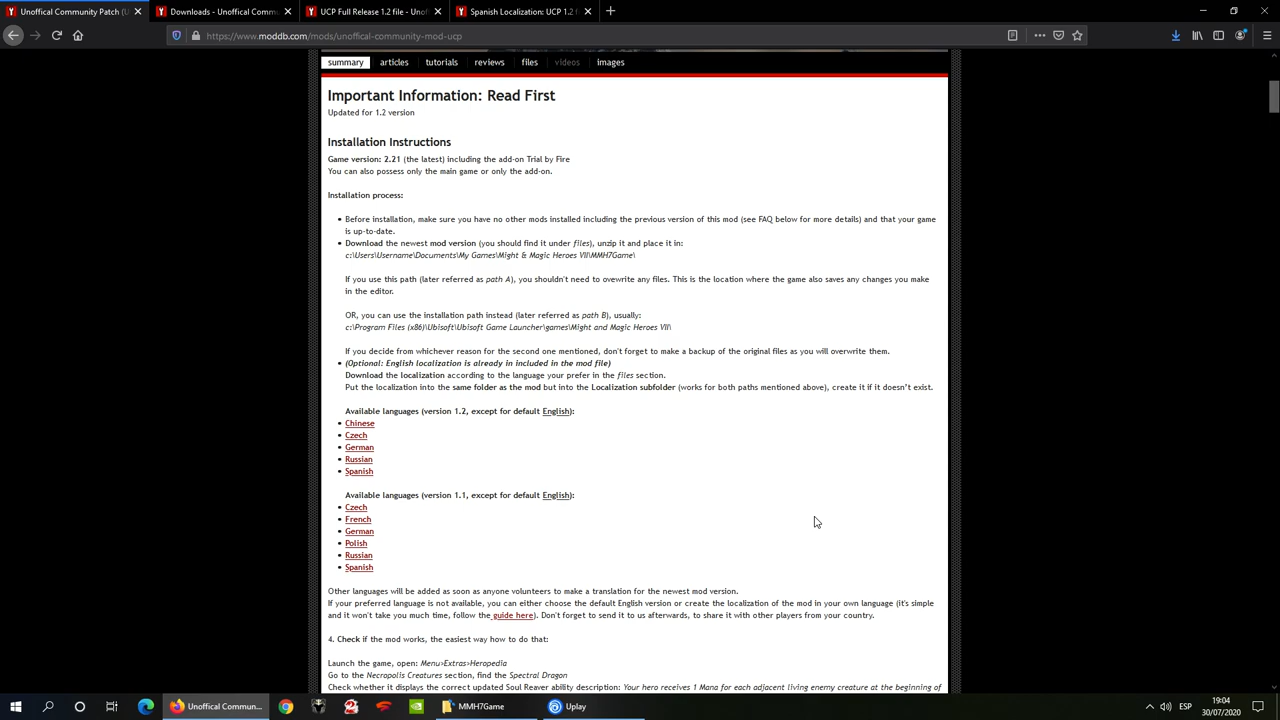 Unoffical Community Patch (U
Downloads - Unoffical Commu
UCP Full Release 1.2 file - Unof
Spanish Localization: UCP 1.2 f
https://www.moddb.com/mods/unoffical-community-mod-ucp
summary articles tutorials reviews files videos images
Important Information: Read First
Updated for 1.2 version
Installation Instructions
Game version: 2.21 (the latest) including the add-on Trial by Fire
You can also possess only the main game or only the add-on.
Installation process:
• Before installation, make sure you have no other mods installed including the previous version of this mod (see FAQ below for more details) and that your game
is up-to-date.
• Download the newest mod version (you should find it under files), unzip it and place it in:
c:\Users\Username\Documents\My Games\Might & Magic Heroes VII\MMH7Game\
If you use this path (later referred as path A), you shouldn't need to ovewrite any files. This is the location where the game also saves any changes you make
in the editor.
OR, you can use the installation path instead (later referred as path B), usually:
c:\Program Files (x86)\Ubisoft\Ubisoft Game Launcher\games\Might and Magic Heroes VII\
If you decide from whichever reason for the second one mentioned, don't forget to make a backup of the original files as you will overwrite them.
• (Optional: English localization is already in included in the mod file)
Download the localization according to the language your prefer in the files section.
Put the localization into the same folder as the mod but into the Localization subfolder (works for both paths mentioned above), create it if it doesn't exist.
Available languages (version 1.2, except for default English):
• Chinese
• Czech
• German
• Russian
• Spanish
Available languages (version 1.1, except for default English):
• Czech
• French
• German
• Polish
• Russian
• Spanish
Other languages will be added as soon as anyone volunteers to make a translation for the newest mod version.
If your preferred language is not available, you can either choose the default English version or create the localization of the mod in your own language (it's simple
and it won't take you much time, follow the guide here). Don't forget to send it to us afterwards, to share it with other players from your country.
4. Check if the mod works, the easiest way how to do that:
Launch the game, open: Menu>Extras>Heropedia
Go to the Necropolis Creatures section, find the Spectral Dragon
Check whether it displays the correct updated Soul Reaver ability description: Your hero receives 1 Mana for each adjacent living enemy creature at the beginning of
Unoffical Commun...
MMH7Game
Uplay
ESP
19:04
30/07/2020